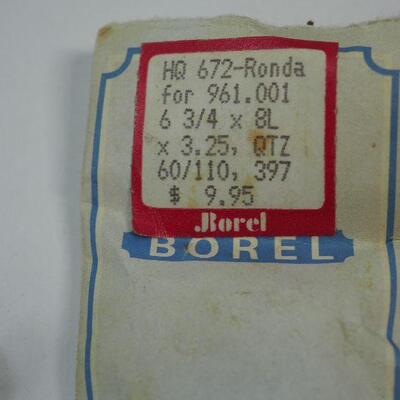 HQ 672-Ronda
for 961.001
6 3/4 x 8L
x 3.25, QTZ
60/110, 397
$ 9.95
Borel
BOREL